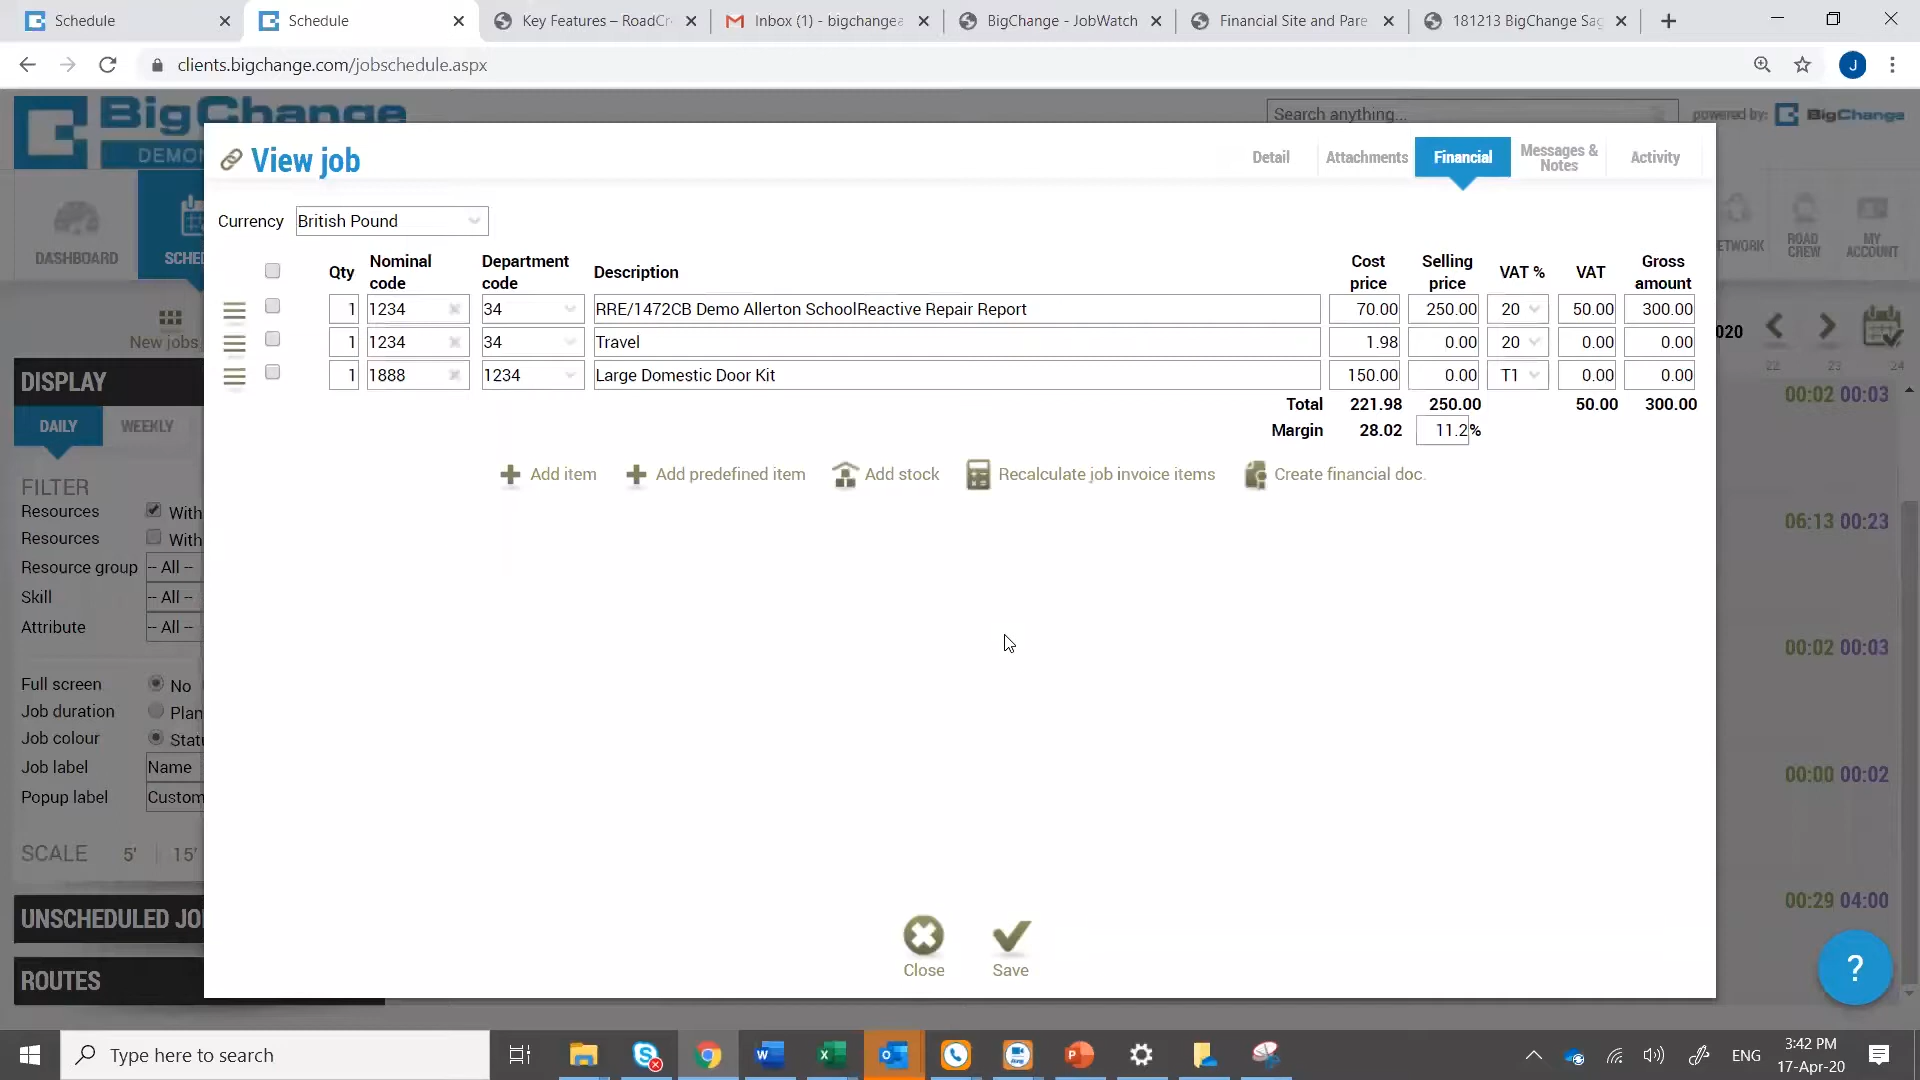 Schedule
Schedule
Key Features – RoadCr
Inbox (1) - bigchangea
BigChange - JobWatch
Financial Site and Pare
181213 BigChange Sag
clients.bigchange.com/jobschedule.aspx
J
BigChange
DEMON
Search anything...
powered by: BigChange
View job
Detail
Attachments
Financial
Messages & Notes
Activity
DASHBOARD
SCHE
ETWORK
ROAD CREW
MY ACCOUNT
Currency British Pound
Qty Nominal code Department code Description Cost price Selling price VAT % VAT Gross amount
1 1234 34 RRE/1472CB Demo Allerton SchoolReactive Repair Report 70.00 250.00 20 50.00 300.00
1 1234 34 Travel 1.98 0.00 20 0.00 0.00
1 1888 1234 Large Domestic Door Kit 150.00 0.00 T1 0.00 0.00
Total 221.98 250.00 50.00 300.00
Margin 28.02 11.2%
Add item
Add predefined item
Add stock
Recalculate job invoice items
Create financial doc.
New jobs
020
22 23 24
DISPLAY
DAILY WEEKLY
FILTER
Resources With
Resources With
Resource group -- All --
Skill -- All --
Attribute -- All --
Full screen No
Job duration Plan
Job colour Statu
Job label Name
Popup label Custom
SCALE 5' 15'
UNSCHEDULED JO
ROUTES
00:02 00:03
06:13 00:23
00:02 00:03
00:00 00:02
00:29 04:00
Close
Save
?
Type here to search
ENG
3:42 PM
17-Apr-20